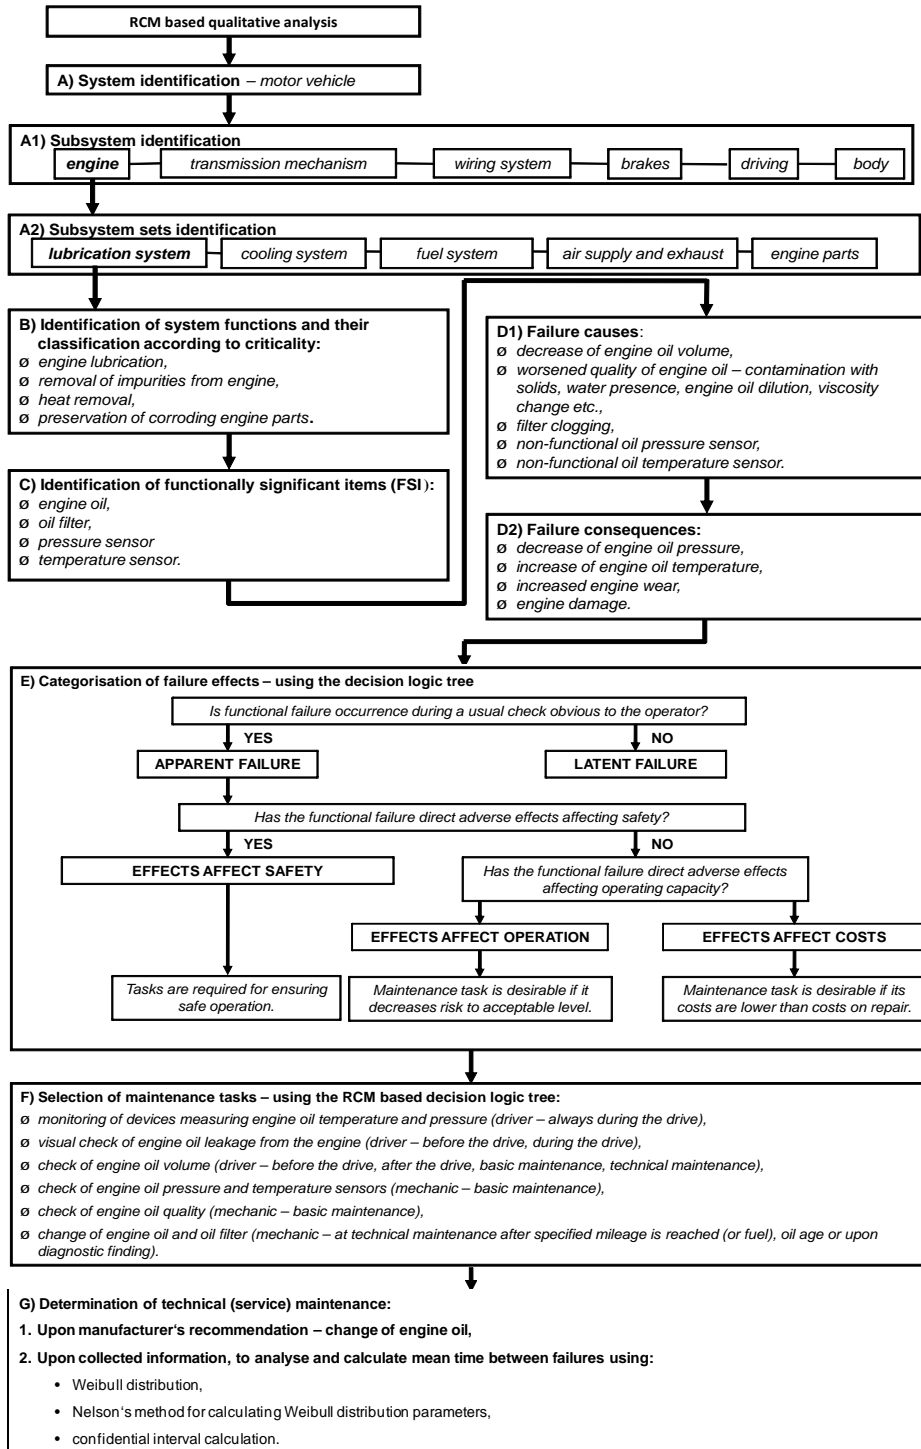 RCM based qualitative analysis
A) System identification – motor vehicle
A1) Subsystem identification
engine transmission mechanism wiring system brakes driving body
A2) Subsystem sets identification
lubrication system cooling system fuel system air supply and exhaust engine parts
B) Identification of system functions and their
classification according to criticality:
ø engine lubrication,
ø removal of impurities from engine,
ø heat removal,
ø preservation of corroding engine parts.
C) Identification of functionally significant items (FSI):
ø engine oil,
ø oil filter,
ø pressure sensor
ø temperature sensor.
D1) Failure causes:
ø decrease of engine oil volume,
ø worsened quality of engine oil – contamination with
solids, water presence, engine oil dilution, viscosity
change etc.,
ø filter clogging,
ø non-functional oil pressure sensor,
ø non-functional oil temperature sensor.
D2) Failure consequences:
ø decrease of engine oil pressure,
ø increase of engine oil temperature,
ø increased engine wear,
ø engine damage.
E) Categorisation of failure effects – using the decision logic tree
Is functional failure occurrence during a usual check obvious to the operator?
YES NO
APPARENT FAILURE LATENT FAILURE
Has the functional failure direct adverse effects affecting safety?
YES NO
EFFECTS AFFECT SAFETY
Has the functional failure direct adverse effects
affecting operating capacity?
EFFECTS AFFECT OPERATION EFFECTS AFFECT COSTS
Tasks are required for ensuring
safe operation.
Maintenance task is desirable if it
decreases risk to acceptable level.
Maintenance task is desirable if its
costs are lower than costs on repair.
F) Selection of maintenance tasks – using the RCM based decision logic tree:
ø monitoring of devices measuring engine oil temperature and pressure (driver – always during the drive),
ø visual check of engine oil leakage from the engine (driver – before the drive, during the drive),
ø check of engine oil volume (driver – before the drive, after the drive, basic maintenance, technical maintenance),
ø check of engine oil pressure and temperature sensors (mechanic – basic maintenance),
ø check of engine oil quality (mechanic – basic maintenance),
ø change of engine oil and oil filter (mechanic – at technical maintenance after specified mileage is reached (or fuel), oil age or upon
diagnostic finding).
G) Determination of technical (service) maintenance:
1. Upon manufacturer‘s recommendation – change of engine oil,
2. Upon collected information, to analyse and calculate mean time between failures using:
• Weibull distribution,
• Nelson‘s method for calculating Weibull distribution parameters,
• confidential interval calculation.